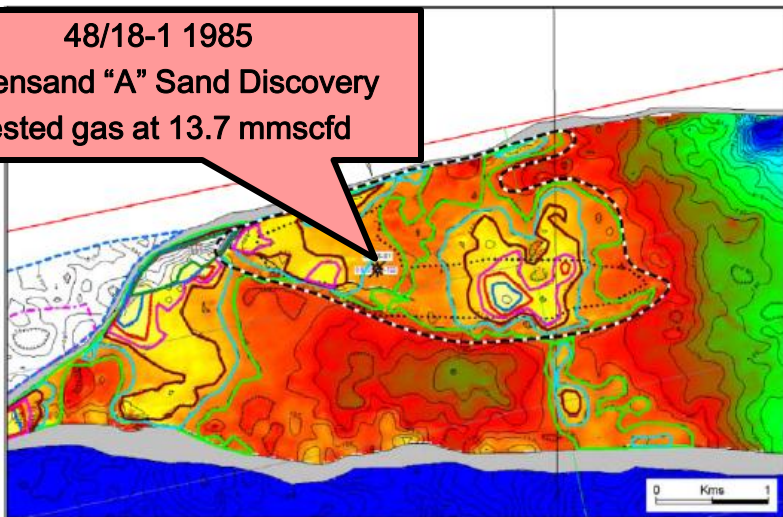 48/18-1 1985
ensand “A” Sand Discovery
ested gas at 13.7 mmscfd
0 Kms 1